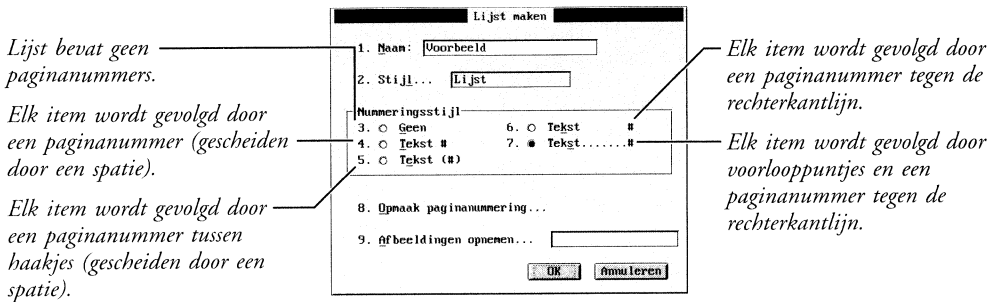 Lijst bevat geen
paginanummers.
Elk item wordt gevolgd door
een paginanummer (gescheiden
door een spatie).
Elk item wordt gevolgd door
een paginanummer tussen
haakjes (gescheiden door een
spatie).
Lijst maken
1. Naam: Voorbeeld
2. Stijl... Lijst
Nummeringsstijl
3. Geen
4. Tekst #
5. Tekst (#)
6. Tekst #
7. Tekst.......#
8. Opmaak paginanummering...
9. Afbeeldingen opnemen...
OK Annuleren
Elk item wordt gevolgd door
een paginanummer tegen de
rechterkantlijn.
Elk item wordt gevolgd door
voorlooppuntjes en een
paginanummer tegen de
rechterkantlijn.